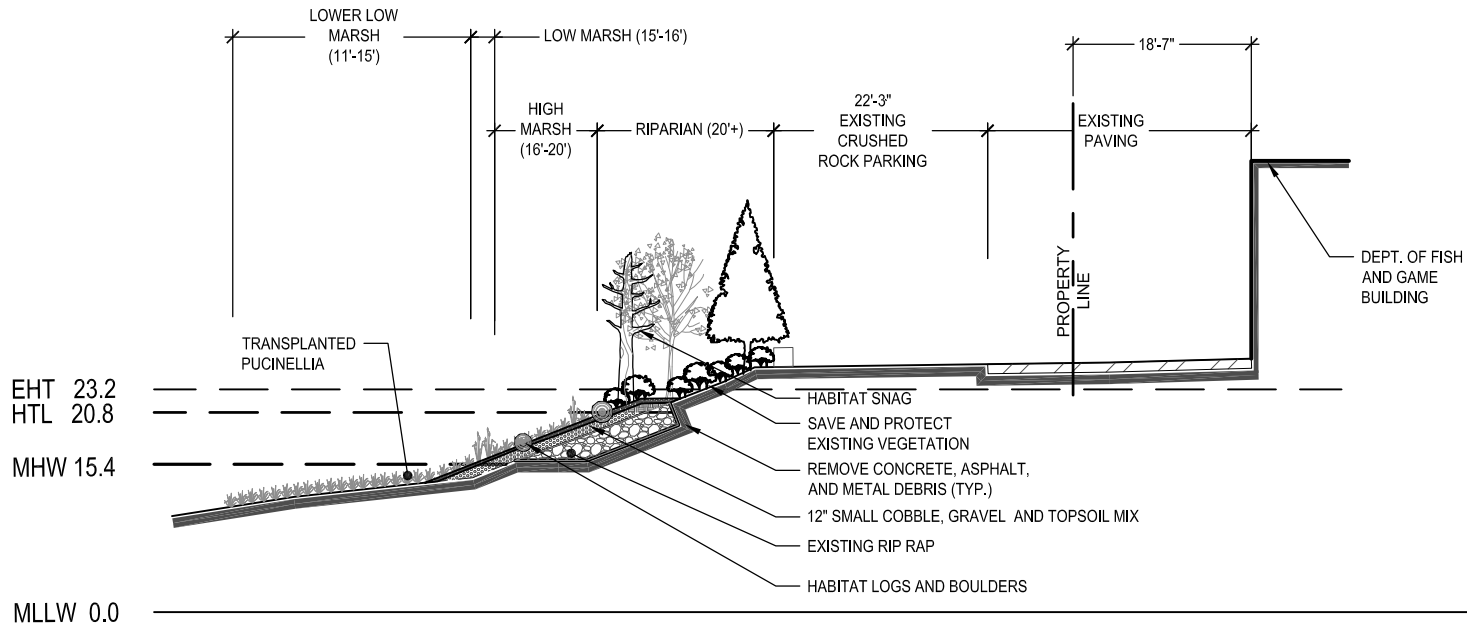 LOWER LOW
MARSH
(11'-15')
LOW MARSH (15'-16')
18'-7"
HIGH
MARSH
(16'-20')
RIPARIAN (20'+)
22'-3"
EXISTING
CRUSHED
ROCK PARKING
EXISTING
PAVING
PROPERTY
LINE
DEPT. OF FISH
AND GAME
BUILDING
TRANSPLANTED
PUCINELLIA
EHT 23.2
HTL 20.8
MHW 15.4
MLLW 0.0
HABITAT SNAG
SAVE AND PROTECT
EXISTING VEGETATION
REMOVE CONCRETE, ASPHALT,
AND METAL DEBRIS (TYP.)
12" SMALL COBBLE, GRAVEL AND TOPSOIL MIX
EXISTING RIP RAP
HABITAT LOGS AND BOULDERS